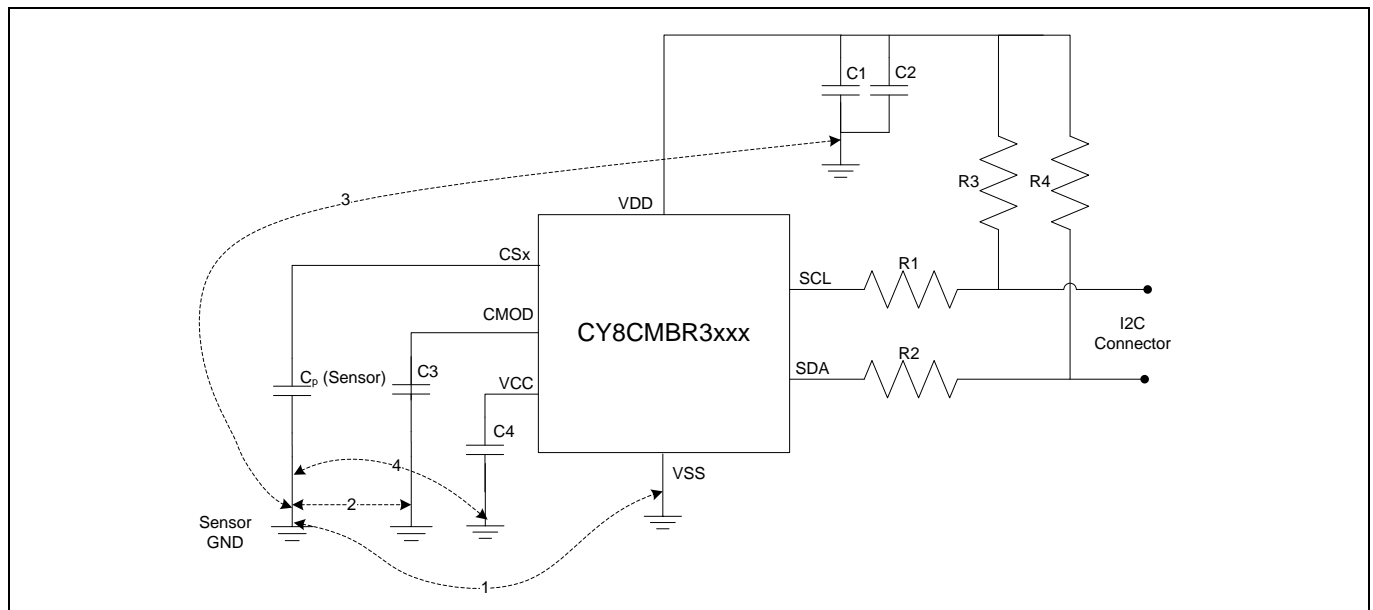 C1
C2
R3
R4
3
VDD
CSx
SCL
R1
CMOD
CY8CMBR3xxx
I2C
Connector
Cp (Sensor)
C3
VCC
SDA
R2
C4
4
VSS
2
Sensor
GND
1